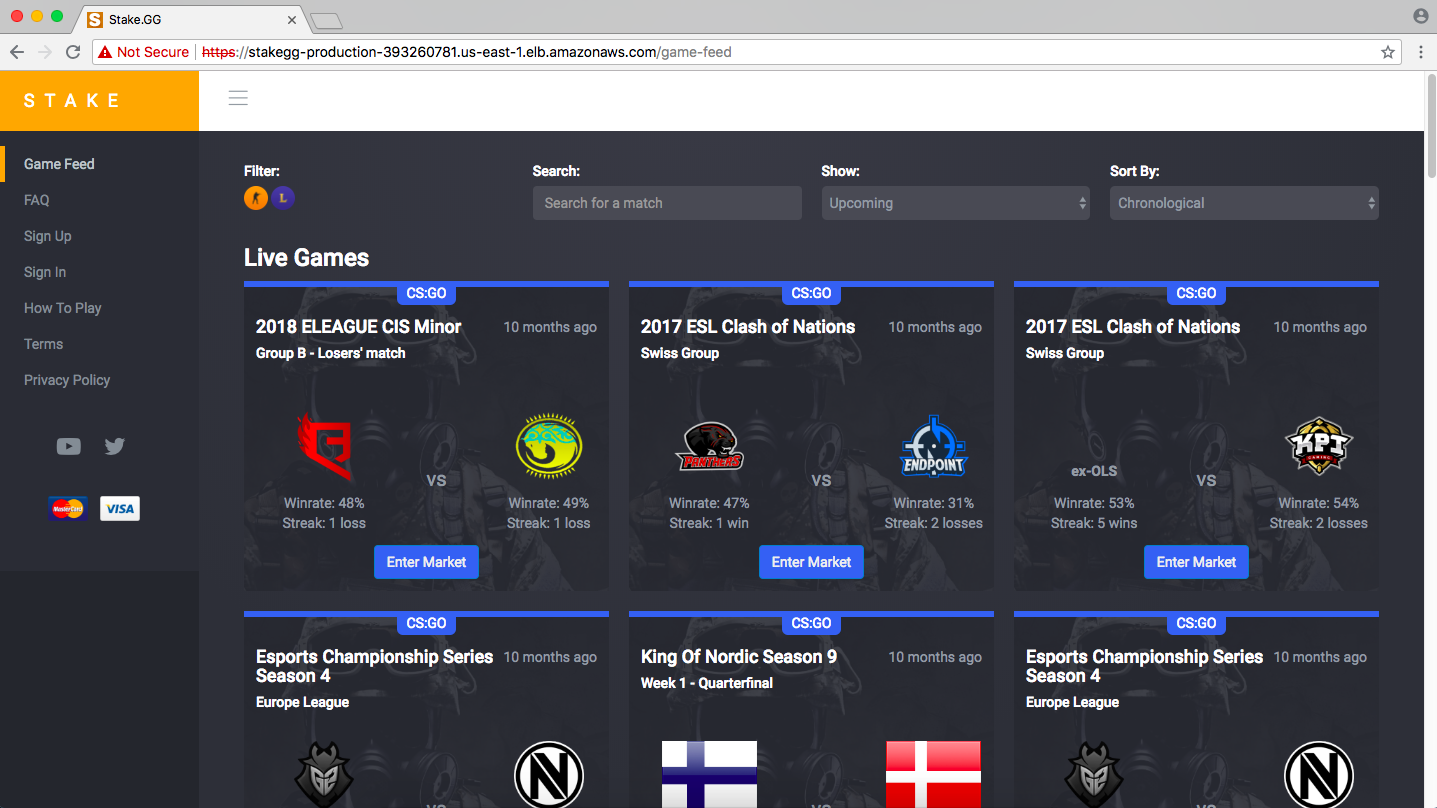 Stake.GG
Not Secure https://stakegg-production-393260781.us-east-1.elb.amazonaws.com/game-feed
STAKE
Game Feed
FAQ
Sign Up
Sign In
How To Play
Terms
Privacy Policy
MasterCard
VISA
Filter:
L
Search:
Search for a match
Show:
Upcoming
Sort By:
Chronological
Live Games
CS:GO
2018 ELEAGUE CIS Minor
10 months ago
Group B - Losers' match
VS
Winrate: 48%
Streak: 1 loss
Winrate: 49%
Streak: 1 loss
Enter Market
CS:GO
2017 ESL Clash of Nations
10 months ago
Swiss Group
PANTHERS
VS
ENDPOINT
Winrate: 47%
Streak: 1 win
Winrate: 31%
Streak: 2 losses
Enter Market
CS:GO
2017 ESL Clash of Nations
10 months ago
Swiss Group
ex-OLS
VS
KPI
GAMING
Winrate: 53%
Streak: 5 wins
Winrate: 54%
Streak: 2 losses
Enter Market
CS:GO
Esports Championship Series
Season 4
10 months ago
Europe League
G2
VS
CS:GO
King Of Nordic Season 9
10 months ago
Week 1 - Quarterfinal
VS
CS:GO
Esports Championship Series
Season 4
10 months ago
Europe League
G2
VS